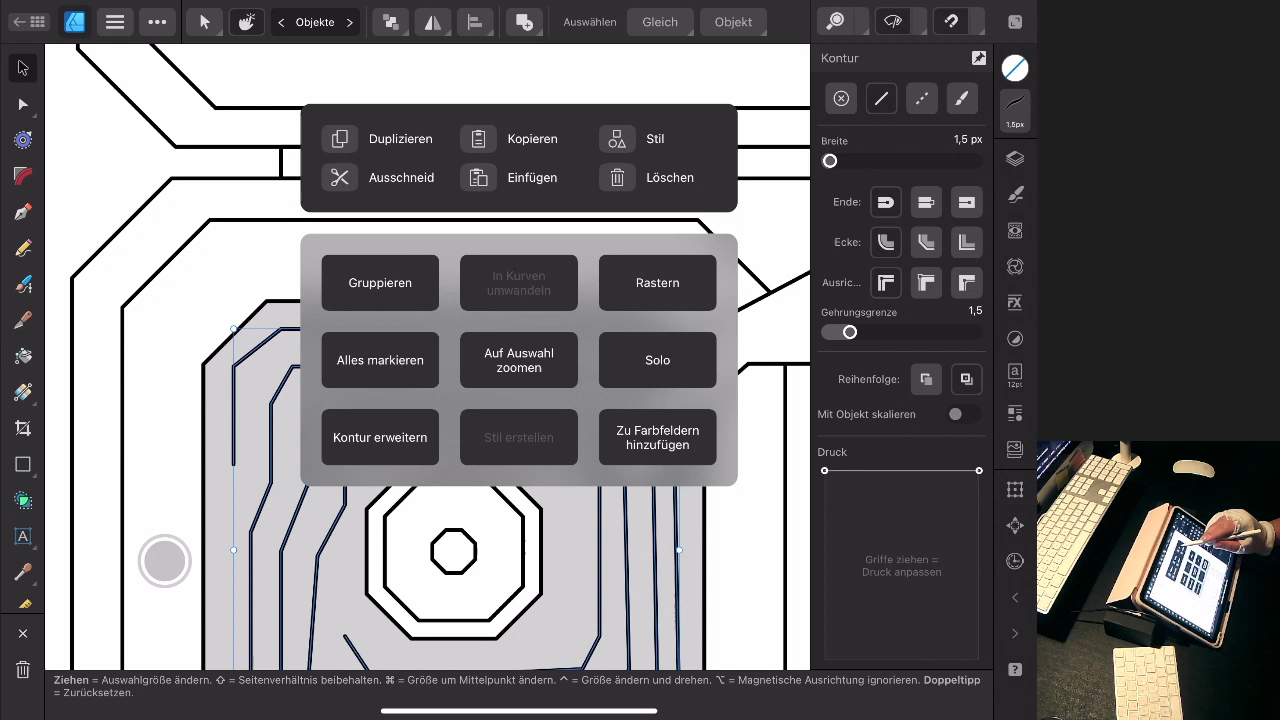 Objekte
Auswählen
Gleich
Objekt
Kontur
1,5px
Breite
1,5 px
Ende:
Ecke:
Ausric...
Gehrungsgrenze
1,5
Reihenfolge:
Mit Objekt skalieren
Druck
Griffe ziehen =
Druck anpassen
Duplizieren
Kopieren
Stil
Ausschneid
Einfügen
Löschen
Gruppieren
In Kurven
umwandeln
Rastern
Alles markieren
Auf Auswahl
zoomen
Solo
Kontur erweitern
Stil erstellen
Zu Farbfeldern
hinzufügen
A
a
12pt
FX
?
Ziehen = Auswahlgröße ändern. ⇧ = Seitenverhältnis beibehalten. ⌘ = Größe um Mittelpunkt ändern. ^ = Größe ändern und drehen. ⌥ = Magnetische Ausrichtung ignorieren. Doppeltipp
= Zurücksetzen.